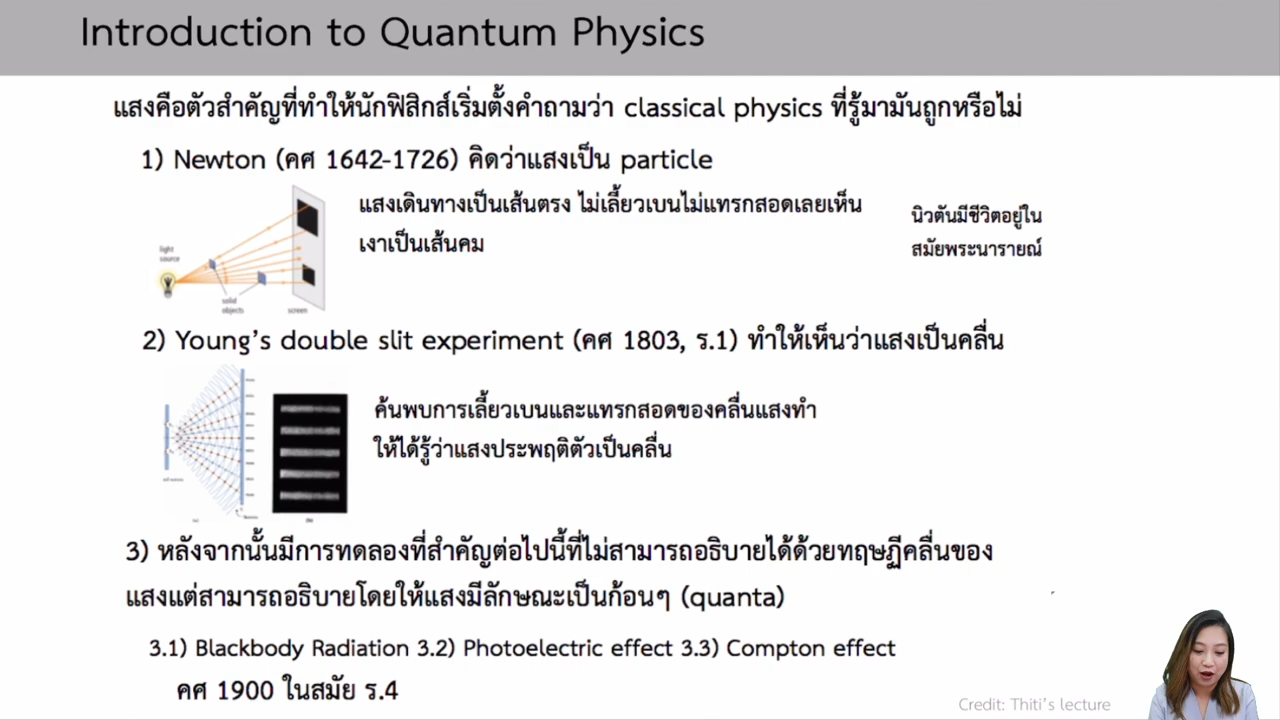 Introduction to Quantum Physics
แสงคือตัวสำคัญที่ทำให้นักฟิสิกส์เริ่มตั้งคำถามว่า classical physics ที่รู้มามันถูกหรือไม่
1) Newton (คศ 1642-1726) คิดว่าแสงเป็น particle
แสงเดินทางเป็นเส้นตรง ไม่เลี้ยวเบนไม่แทรกสอดเลยเห็น
เงาเป็นเส้นคม
นิวตันมีชีวิตอยู่ใน
สมัยพระนารายณ์
light
source
solid
objects
screen
2) Young's double slit experiment (คศ 1803, ร.1) ทำให้เห็นว่าแสงเป็นคลื่น
ค้นพบการเลี้ยวเบนและแทรกสอดของคลื่นแสงทำ
ให้ได้รู้ว่าแสงประพฤติตัวเป็นคลื่น
3) หลังจากนั้นมีการทดลองที่สำคัญต่อไปนี้ที่ไม่สามารถอธิบายได้ด้วยทฤษฏีคลื่นของ
แสงแต่สามารถอธิบายโดยให้แสงมีลักษณะเป็นก้อนๆ (quanta)
3.1) Blackbody Radiation 3.2) Photoelectric effect 3.3) Compton effect
คศ 1900 ในสมัย ร.4
Credit: Thiti's lecture